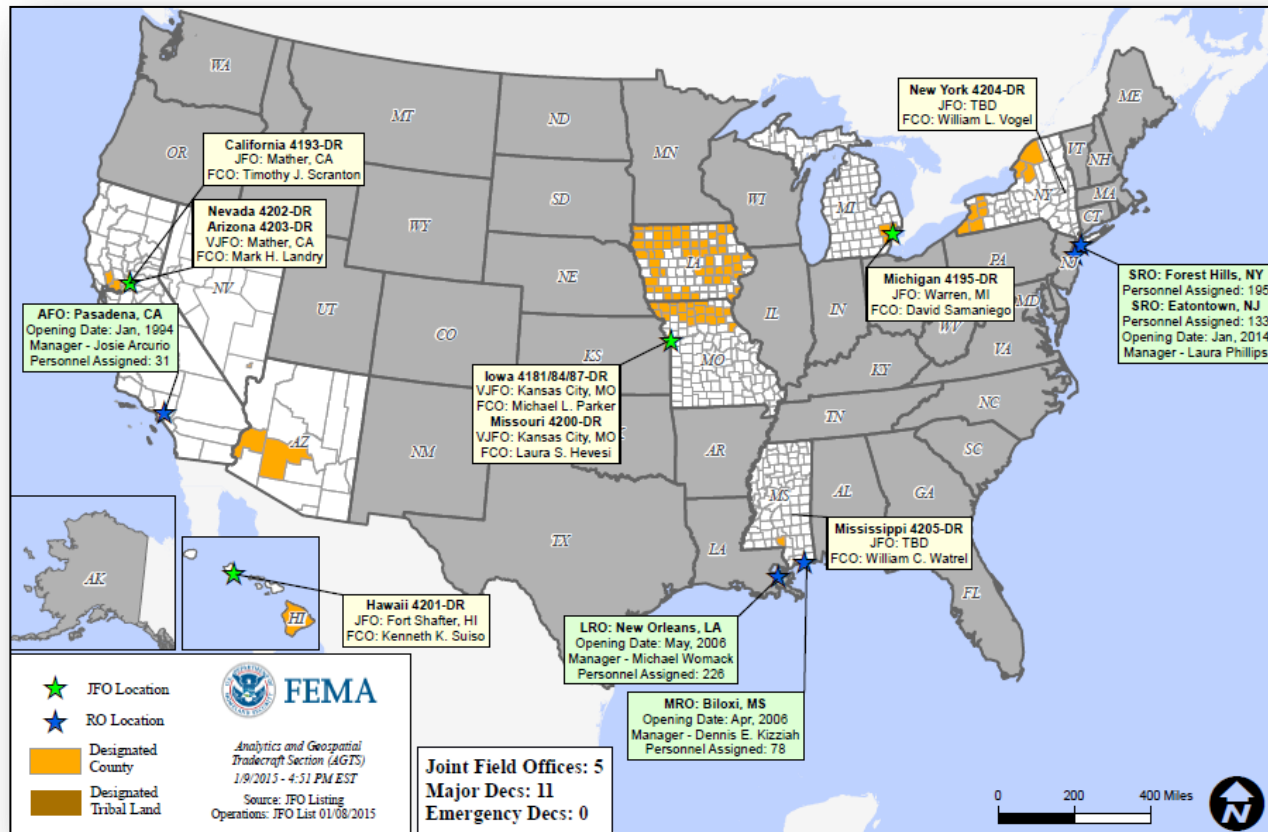 WA
MT
ND
MN
OR
SD
WI
WY
MI
NY
VT
ME
NH
MA
CT
NE
IA
PA
NJ
NV
UT
CO
KS
MO
IL
IN
MD
WV
VA
KY
AZ
NM
AR
TN
NC
SC
MS
AL
GA
TX
LA
FL
AK
HI
New York 4204-DR
JFO: TBD
FCO: William L. Vogel
California 4193-DR
JFO: Mather, CA
FCO: Timothy J. Scranton
Nevada 4202-DR
Arizona 4203-DR
VJFO: Mather, CA
FCO: Mark H. Landry
AFO: Pasadena, CA
Opening Date: Jan, 1994
Manager - Josie Arcurio
Personnel Assigned: 31
Michigan 4195-DR
JFO: Warren, MI
FCO: David Samaniego
SRO: Forest Hills, NY
Personnel Assigned: 195
SRO: Eatontown, NJ
Personnel Assigned: 133
Opening Date: Jan, 2014
Manager - Laura Phillips
Iowa 4181/84/87-DR
VJFO: Kansas City, MO
FCO: Michael L. Parker
Missouri 4200-DR
VJFO: Kansas City, MO
FCO: Laura S. Hevesi
Mississippi 4205-DR
JFO: TBD
FCO: William C. Watrel
Hawaii 4201-DR
JFO: Fort Shafter, HI
FCO: Kenneth K. Suiso
LRO: New Orleans, LA
Opening Date: May, 2006
Manager - Michael Womack
Personnel Assigned: 226
MRO: Biloxi, MS
Opening Date: Apr, 2006
Manager - Dennis E. Kizziah
Personnel Assigned: 78
JFO Location
RO Location
Designated
County
Designated
Tribal Land
FEMA
Analytics and Geospatial
Tradecraft Section (AGTS)
1/9/2015 - 4:51 PM EST
Source: JFO Listing
Operations: JFO List 01/08/2015
Joint Field Offices: 5
Major Decs: 11
Emergency Decs: 0
0 200 400 Miles
N